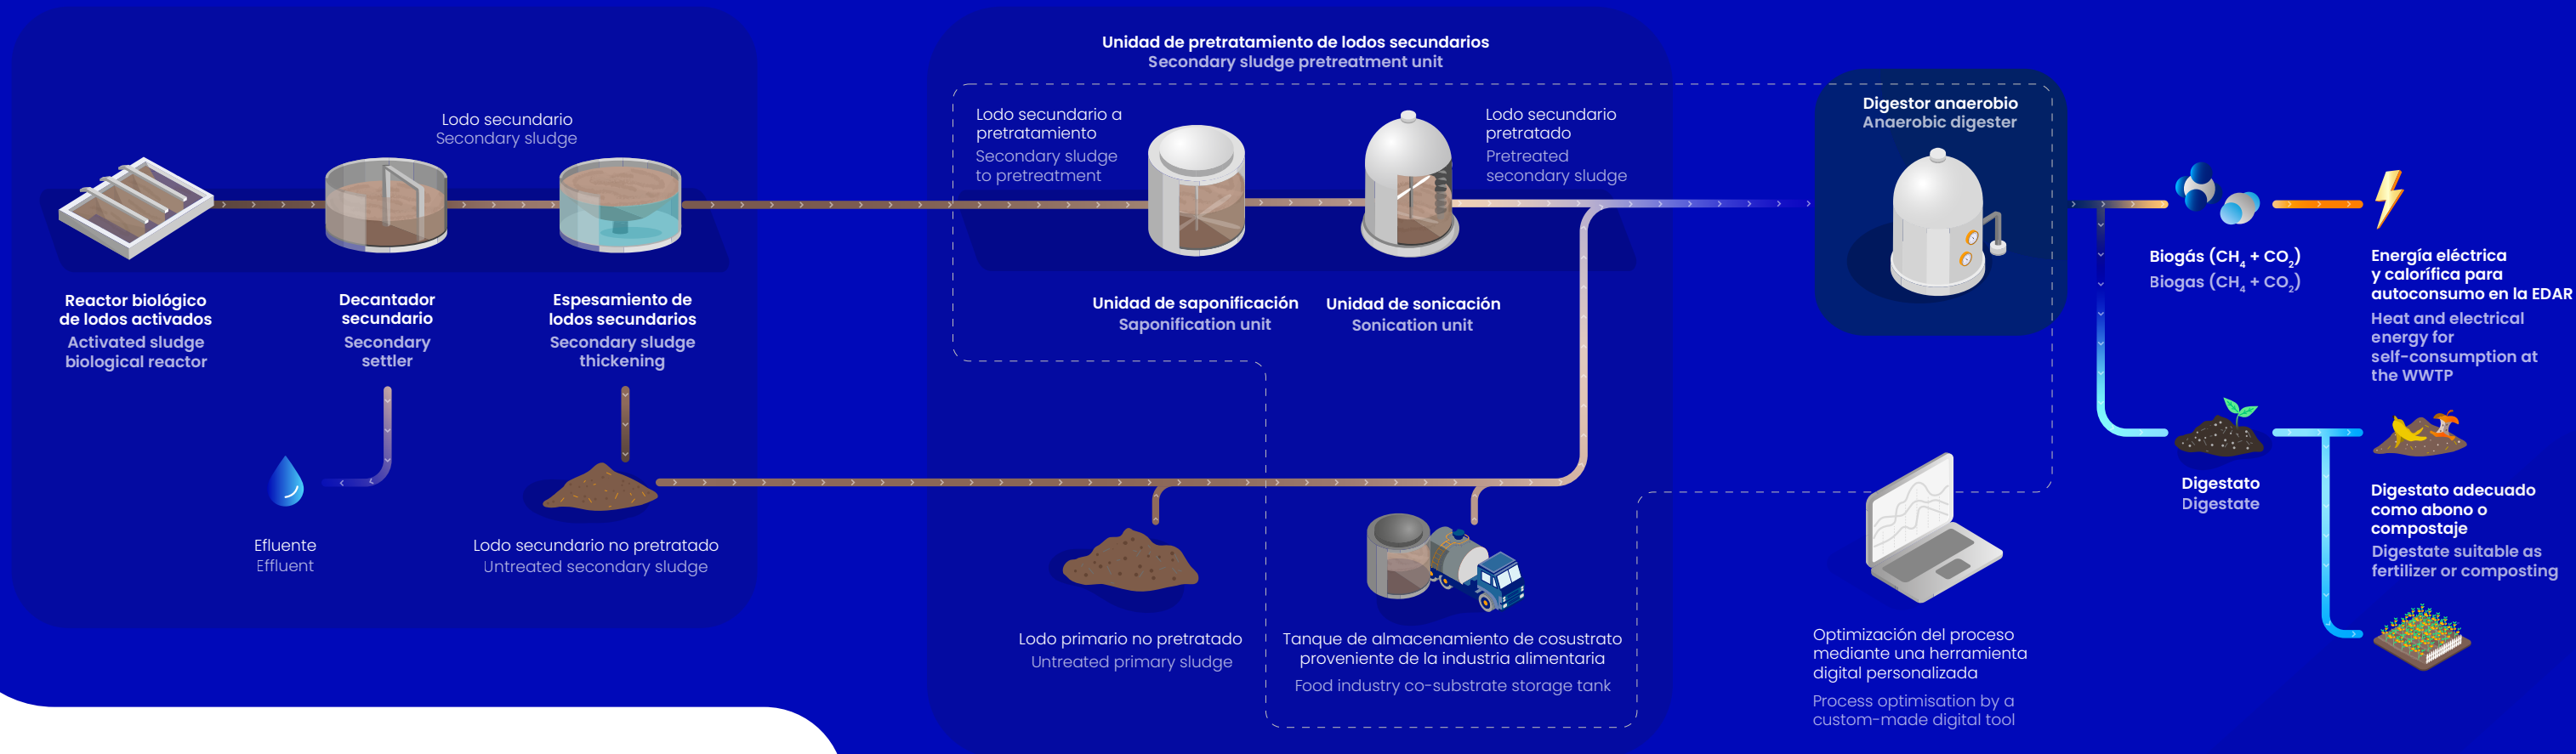 Lodo secundario
Secondary sludge
Reactor biológico
de lodos activados
Activated sludge
biological reactor
Decantador
secundario
Secondary
settler
Espesamiento de
lodos secundarios
Secondary sludge
thickening
Efluente
Effluent
Lodo secundario no pretratado
Untreated secondary sludge
Unidad de pretratamiento de lodos secundarios
Secondary sludge pretreatment unit
Lodo secundario a
pretratamiento
Secondary sludge
to pretreatment
Lodo secundario
pretratado
Pretreated
secondary sludge
Unidad de saponificación
Saponification unit
Unidad de sonicación
Sonication unit
Lodo primario no pretratado
Untreated primary sludge
Tanque de almacenamiento de cosustrato
proveniente de la industria alimentaria
Food industry co-substrate storage tank
Digestor anaerobio
Anaerobic digester
Optimización del proceso
mediante una herramienta
digital personalizada
Process optimisation by a
custom-made digital tool
Biogás (CH₄ + CO₂)
Biogas (CH₄ + CO₂)
Energía eléctrica
y calorífica para
autoconsumo en la EDAR
Heat and electrical
energy for
self-consumption at
the WWTP
Digestato
Digestate
Digestato adecuado
como abono o
compostaje
Digestate suitable as
fertilizer or composting